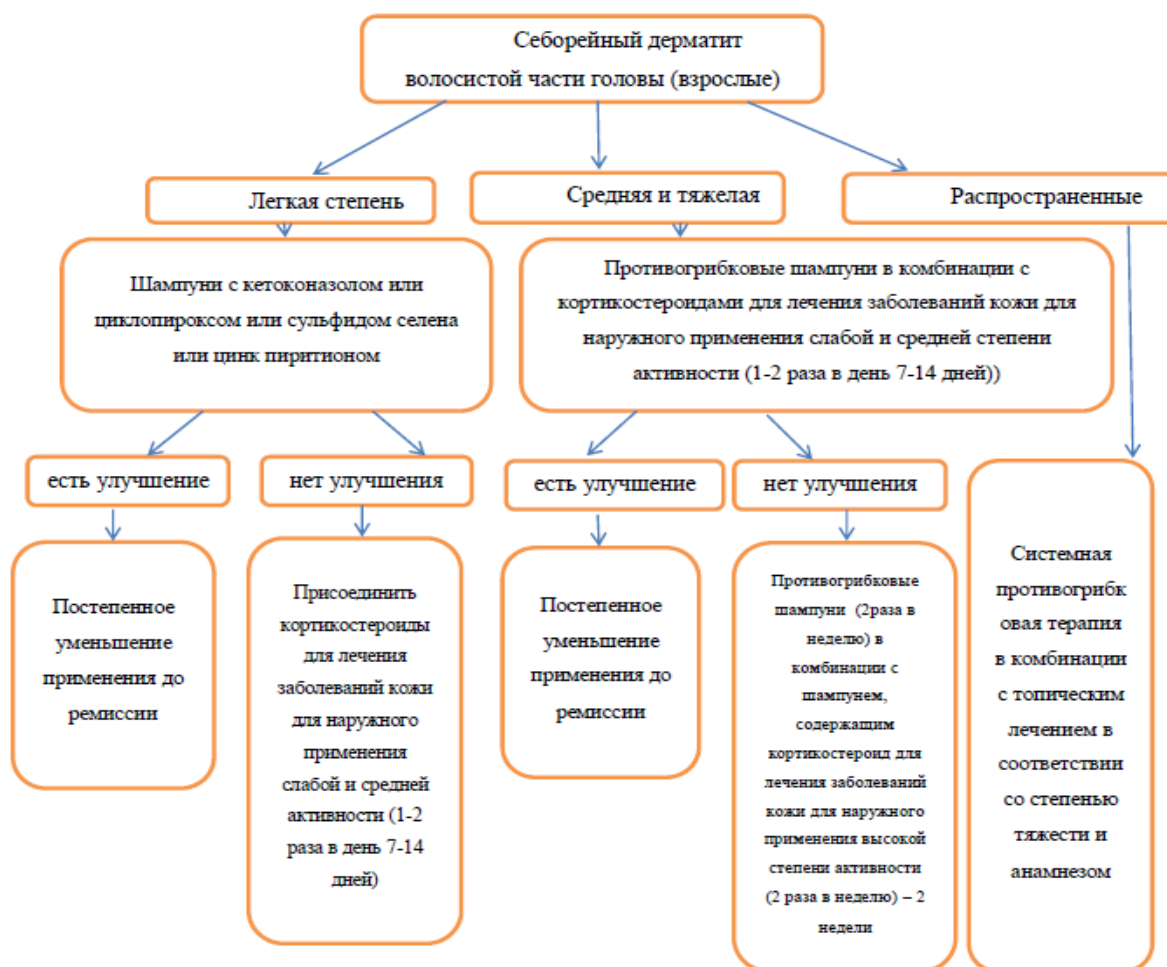 Себорейный дерматит
волосистой части головы (взрослые)
Легкая степень
Средняя и тяжелая
Распространенные
Шампуни с кетоконазолом или
циклопироксом или сульфидом селена
или цинк пиритионом
Противогрибковые шампуни в комбинации с
кортикостероидами для лечения заболеваний кожи для
наружного применения слабой и средней степени
активности (1-2 раза в день 7-14 дней))
есть улучшение
нет улучшения
есть улучшение
нет улучшения
Постепенное
уменьшение
применения до
ремиссии
Присоединить
кортикостероиды
для лечения
заболеваний кожи
для наружного
применения
слабой и средней
активности (1-2
раза в день 7-14
дней)
Постепенное
уменьшение
применения до
ремиссии
Противогрибковые
шампуни (2раза в
неделю) в
комбинации с
шампунем,
содержащим
кортикостероид для
лечения заболеваний
кожи для наружного
применения высокой
степени активности
(2 раза в неделю) – 2
недели
Системная
противогрибк
овая терапия
в комбинации
с топическим
лечением в
соответствии
со степенью
тяжести и
анамнезом